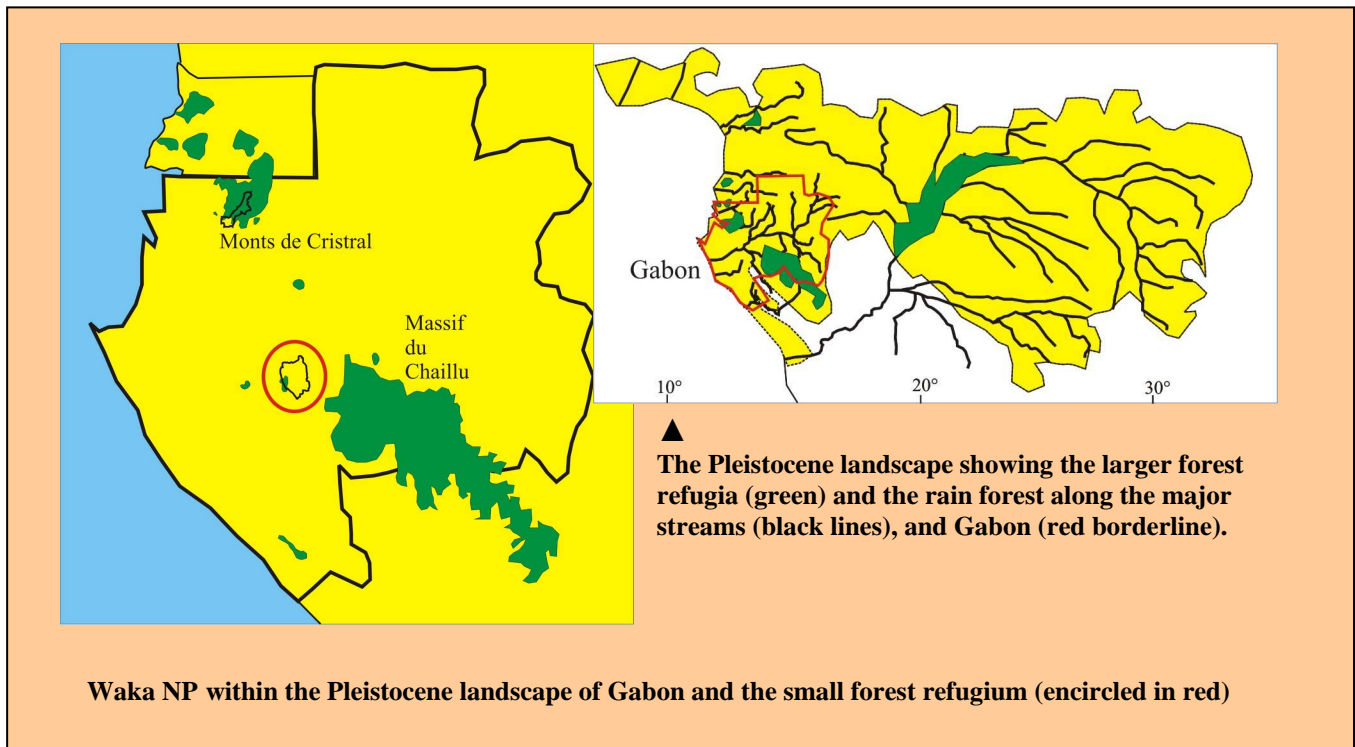 Monts de Cristral
Massif
du
Chaillu
Gabon
10°
20°
30°
▲
The Pleistocene landscape showing the larger forest
refugia (green) and the rain forest along the major
streams (black lines), and Gabon (red borderline).
Waka NP within the Pleistocene landscape of Gabon and the small forest refugium (encircled in red)